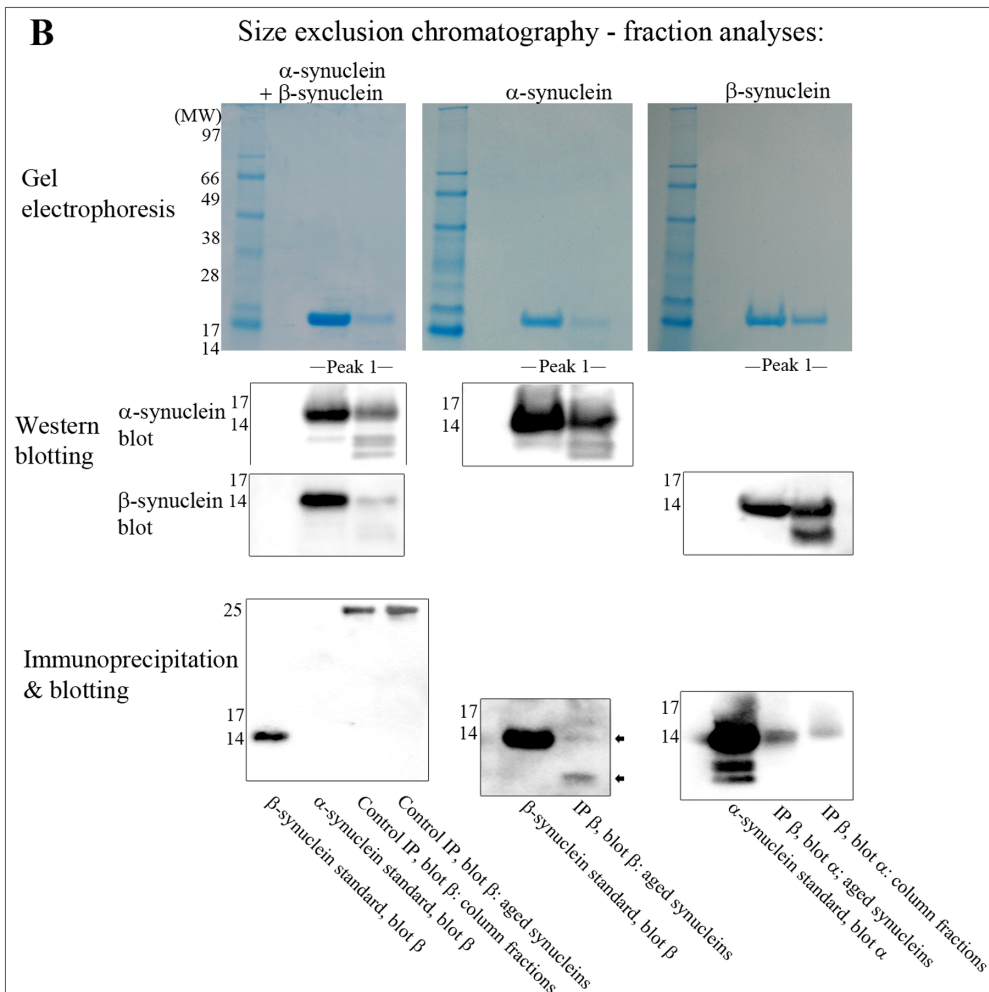 B
Size exclusion chromatography - fraction analyses:
α-synuclein
+ β-synuclein
α-synuclein
β-synuclein
(MW)
97
66
49
38
28
17
14
Gel
electrophoresis
—Peak 1—
—Peak 1—
—Peak 1—
Western
blotting
α-synuclein
blot
17
14
17
14
β-synuclein
blot
17
14
17
14
Immunoprecipitation
& blotting
25
17
14
17
14
17
14
β-synuclein standard, blot β
α-synuclein standard, blot β
Control IP, blot β: column fractions
Control IP, blot β: aged synucleins
β-synuclein standard, blot β
IP β, blot β: aged synucleins
α-synuclein standard, blot α
IP β, blot α; aged synucleins
IP β, blot α: column fractions